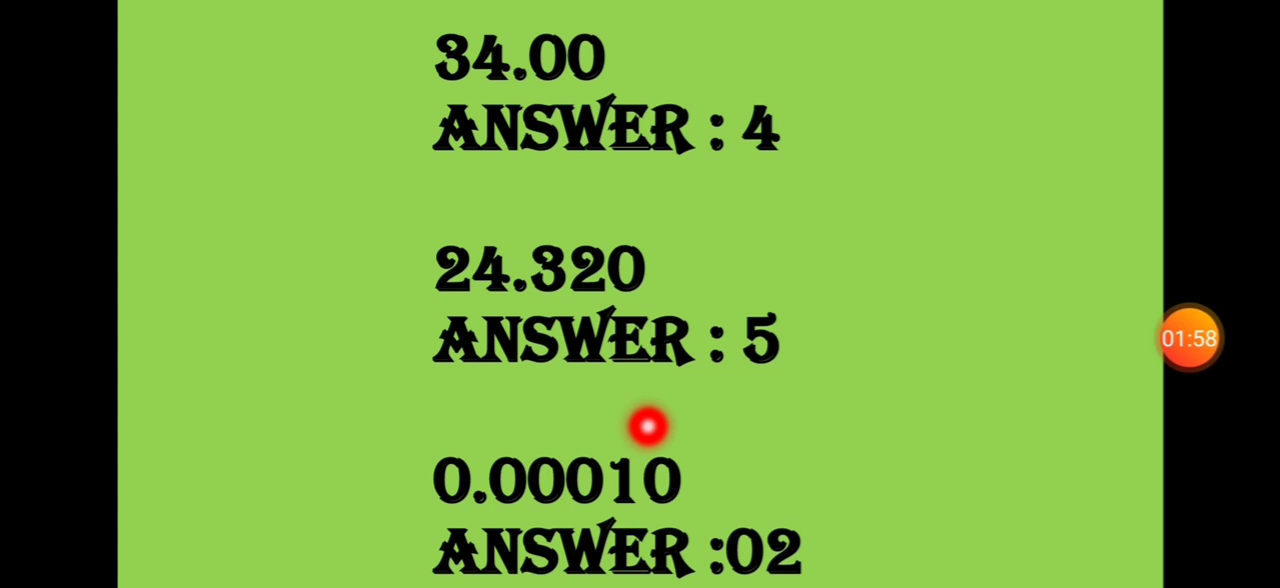 34.00
ANSWER : 4
24.320
ANSWER : 5
01:58
0.00010
ANSWER :02